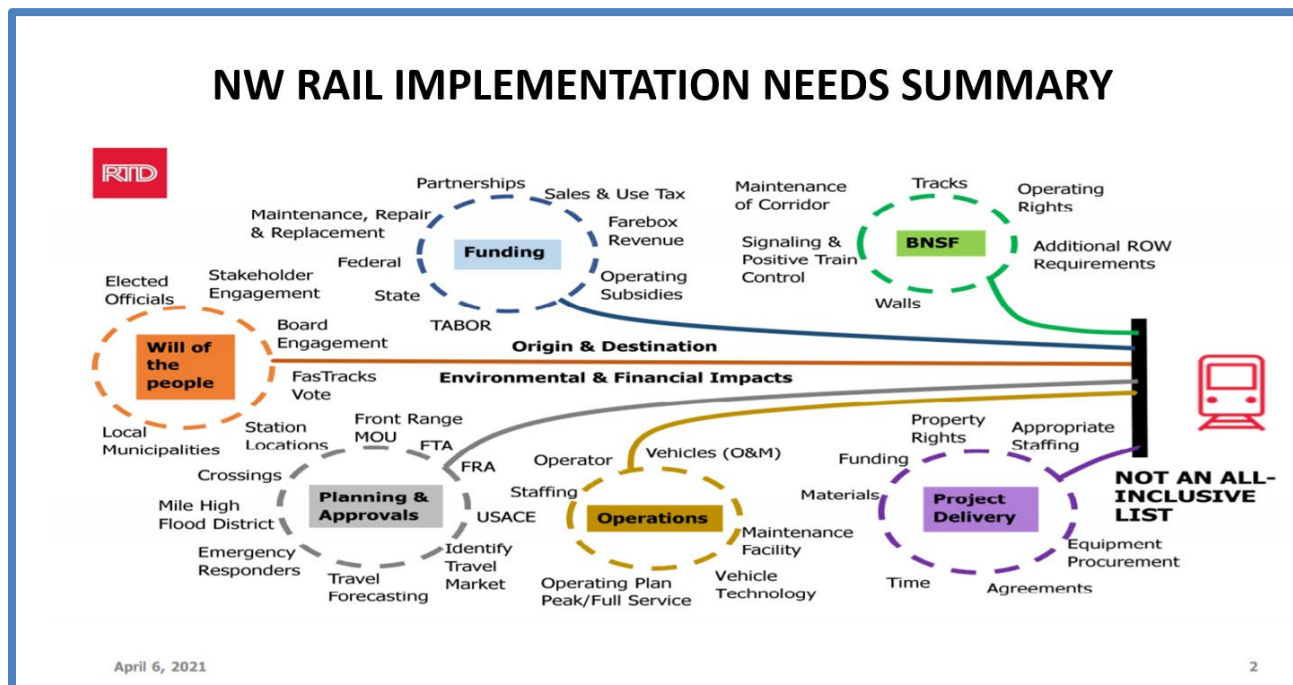 NW RAIL IMPLEMENTATION NEEDS SUMMARY
RTD
Partnerships
Sales & Use Tax
Maintenance, Repair
& Replacement
Farebox
Revenue
Funding
Federal
Operating
Subsidies
State
TABOR
Maintenance
of Corridor
Tracks
Operating
Rights
Signaling &
Positive Train
Control
BNSF
Additional ROW
Requirements
Walls
Elected
Officials
Stakeholder
Engagement
Board
Engagement
Will of
the
people
FasTracks
Vote
Local
Municipalities
Station
Locations
Origin & Destination
Environmental & Financial Impacts
Front Range
MOU
FTA
Crossings
FRA
Mile High
Flood District
Planning &
Approvals
USACE
Emergency
Responders
Identify
Travel
Market
Travel
Forecasting
Operator
Vehicles (O&M)
Staffing
Operations
Maintenance
Facility
Operating Plan
Peak/Full Service
Vehicle
Technology
Property
Rights
Appropriate
Staffing
Funding
Materials
Project
Delivery
Equipment
Procurement
Time
Agreements
NOT AN ALL-
INCLUSIVE
LIST
April 6, 2021
2